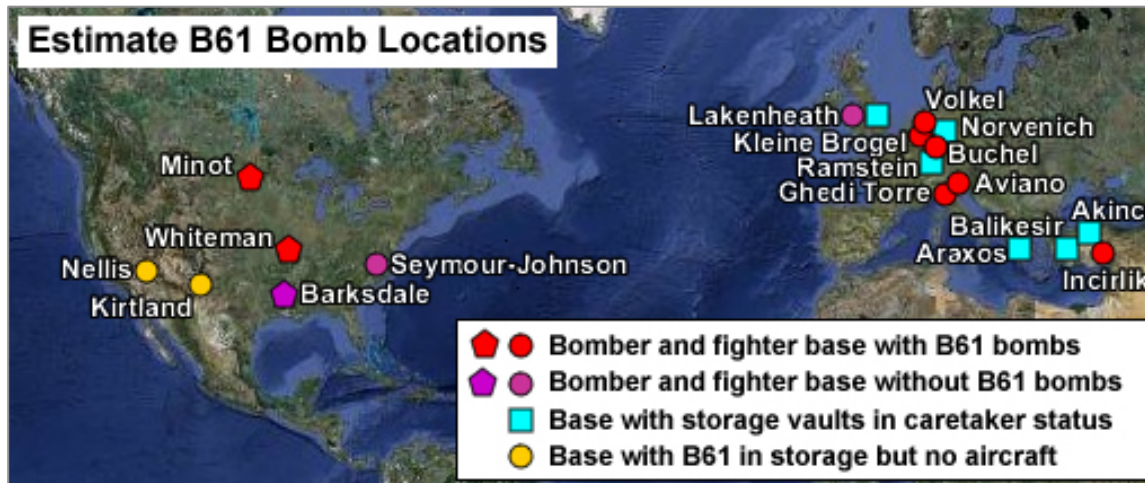 Estimate B61 Bomb Locations
Minot
Whiteman
Nellis
Kirtland
Seymour-Johnson
Barksdale
Lakenheath
Volkel
Kleine Brogel
Norvenich
Buchel
Ramstein
Ghedi Torre
Aviano
Balikesir
Akinc
Araxos
Incirlik
Bomber and fighter base with B61 bombs
Bomber and fighter base without B61 bombs
Base with storage vaults in caretaker status
Base with B61 in storage but no aircraft